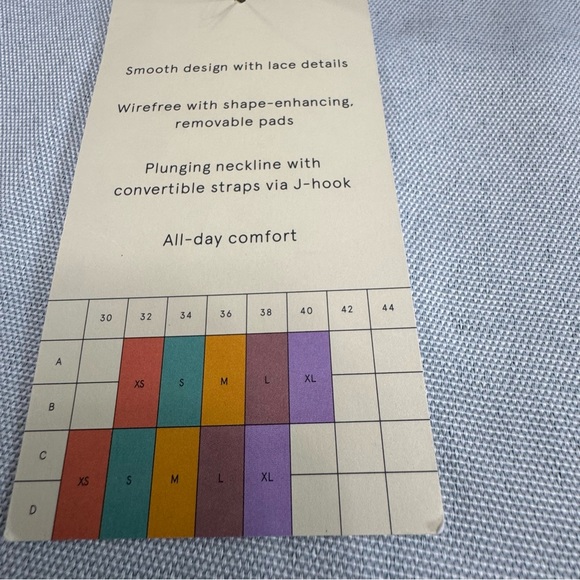 Smooth design with lace details
Wirefree with shape-enhancing,
removable pads
Plunging neckline with
convertible straps via J-hook
All-day comfort
30 32 34 36 38 40 42 44
A
XS S M L XL
B
C
XS S M L XL
D